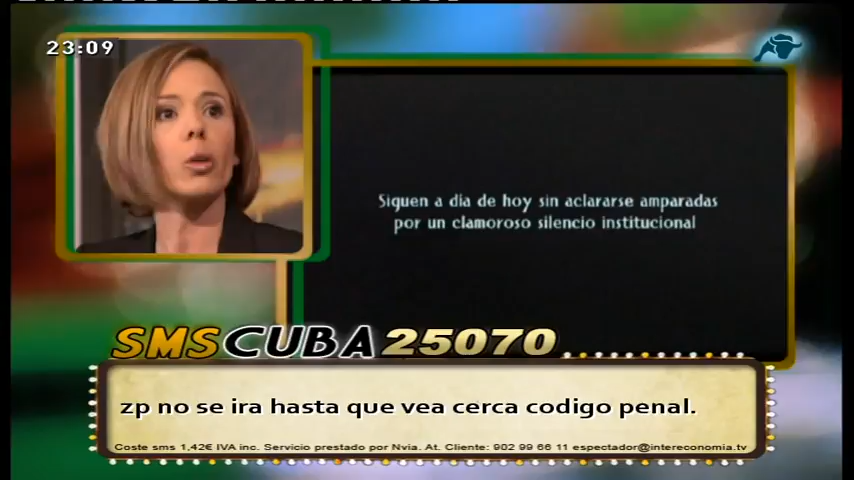 23:09
Siguen a día de hoy sin aclararse amparadas
por un clamoroso silencio institucional
SMS CUBA 25070
zp no se ira hasta que vea cerca codigo penal.
Coste sms 1,42€ IVA inc. Servicio prestado por Nvia. At. Cliente: 902 99 66 11 espectador@intereconomia.tv